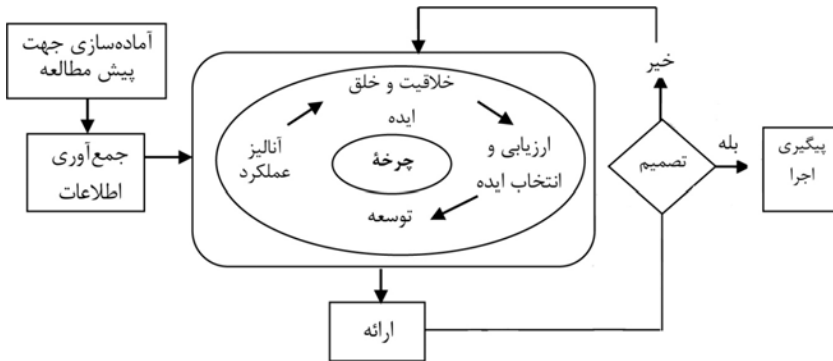 آماده‌سازی جهت
پیش مطالعه
جمع‌آوری
اطلاعات
خلاقیت و خلق
ایده
آنالیز
عملکرد
چرخهٔ
ارزیابی و
انتخاب ایده
توسعه
ارائه
خیر
تصمیم
بله
پیگیری
اجرا